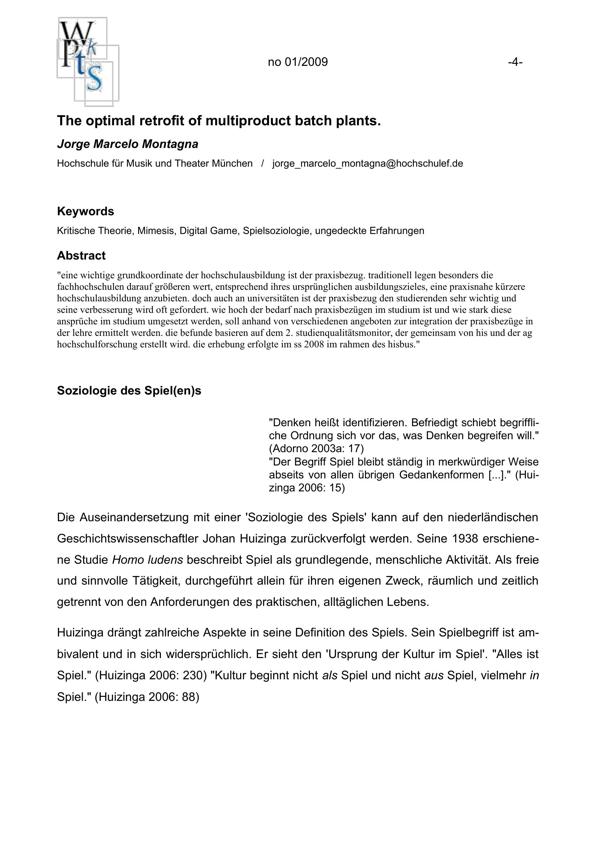 W
P k
t s
S
no 01/2009 -4-
The optimal retrofit of multiproduct batch plants.
Jorge Marcelo Montagna
Hochschule für Musik und Theater München / jorge_marcelo_montagna@hochschulef.de
Keywords
Kritische Theorie, Mimesis, Digital Game, Spielsoziologie, ungedeckte Erfahrungen
Abstract
"eine wichtige grundkoordinate der hochschulausbildung ist der praxisbezug. traditionell legen besonders die
fachhochschulen darauf größeren wert, entsprechend ihres ursprünglichen ausbildungszieles, eine praxisnahe kürzere
hochschulausbildung anzubieten. doch auch an universitäten ist der praxisbezug den studierenden sehr wichtig und
seine verbesserung wird oft gefordert. wie hoch der bedarf nach praxisbezügen im studium ist und wie stark diese
ansprüche im studium umgesetzt werden, soll anhand von verschiedenen angeboten zur integration der praxisbezüge in
der lehre ermittelt werden. die befunde basieren auf dem 2. studienqualitätsmonitor, der gemeinsam von his und der ag
hochschulforschung erstellt wird. die erhebung erfolgte im ss 2008 im rahmen des hisbus."
Soziologie des Spiel(en)s
"Denken heißt identifizieren. Befriedigt schiebt begriffli-
che Ordnung sich vor das, was Denken begreifen will."
(Adorno 2003a: 17)
"Der Begriff Spiel bleibt ständig in merkwürdiger Weise
abseits von allen übrigen Gedankenformen [...]." (Hui-
zinga 2006: 15)
Die Auseinandersetzung mit einer 'Soziologie des Spiels' kann auf den niederländischen
Geschichtswissenschaftler Johan Huizinga zurückverfolgt werden. Seine 1938 erschiene-
ne Studie Homo ludens beschreibt Spiel als grundlegende, menschliche Aktivität. Als freie
und sinnvolle Tätigkeit, durchgeführt allein für ihren eigenen Zweck, räumlich und zeitlich
getrennt von den Anforderungen des praktischen, alltäglichen Lebens.
Huizinga drängt zahlreiche Aspekte in seine Definition des Spiels. Sein Spielbegriff ist am-
bivalent und in sich widersprüchlich. Er sieht den 'Ursprung der Kultur im Spiel'. "Alles ist
Spiel." (Huizinga 2006: 230) "Kultur beginnt nicht als Spiel und nicht aus Spiel, vielmehr in
Spiel." (Huizinga 2006: 88)